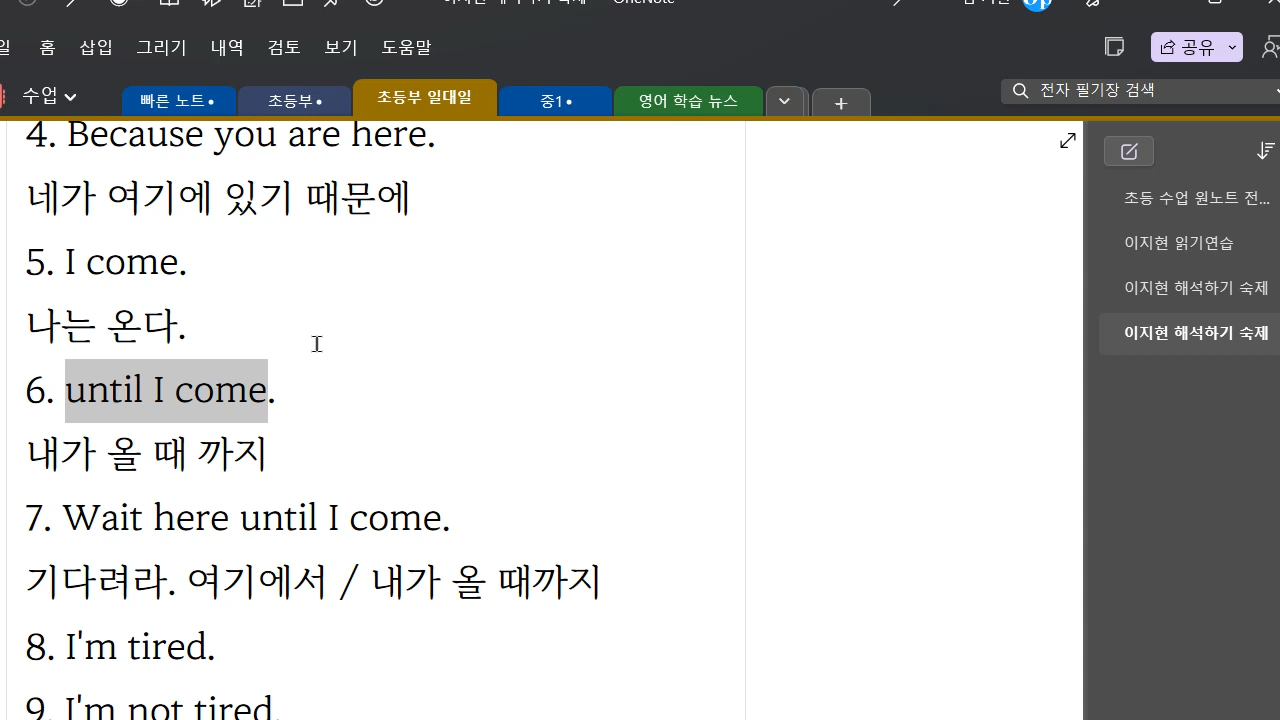 OneNote
홈 삽입 그리기 내역 검토 보기 도움말
공유
수업
빠른 노트
초등부
초등부 일대일
중1
영어 학습 뉴스
+
전자 필기장 검색
4. Because you are here.
네가 여기에 있기 때문에
5. I come.
나는 온다.
6. until I come.
내가 올 때 까지
7. Wait here until I come.
기다려라. 여기에서 / 내가 올 때까지
8. I'm tired.
9. I'm not tired.
초등 수업 원노트 전...
이지현 읽기연습
이지현 해석하기 숙제
이지현 해석하기 숙제